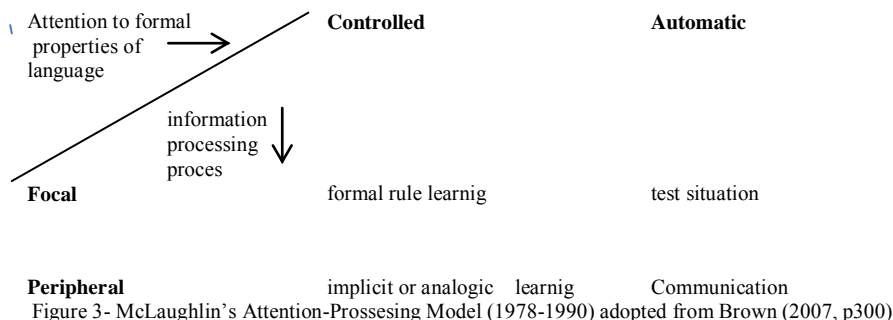 Attention to formal Controlled Automatic
properties of
language
information
processing
proces
Focal formal rule learnig test situation
Peripheral implicit or analogic learnig Communication
Figure 3- McLaughlin's Attention-Prossesing Model (1978-1990) adopted from Brown (2007, p300)